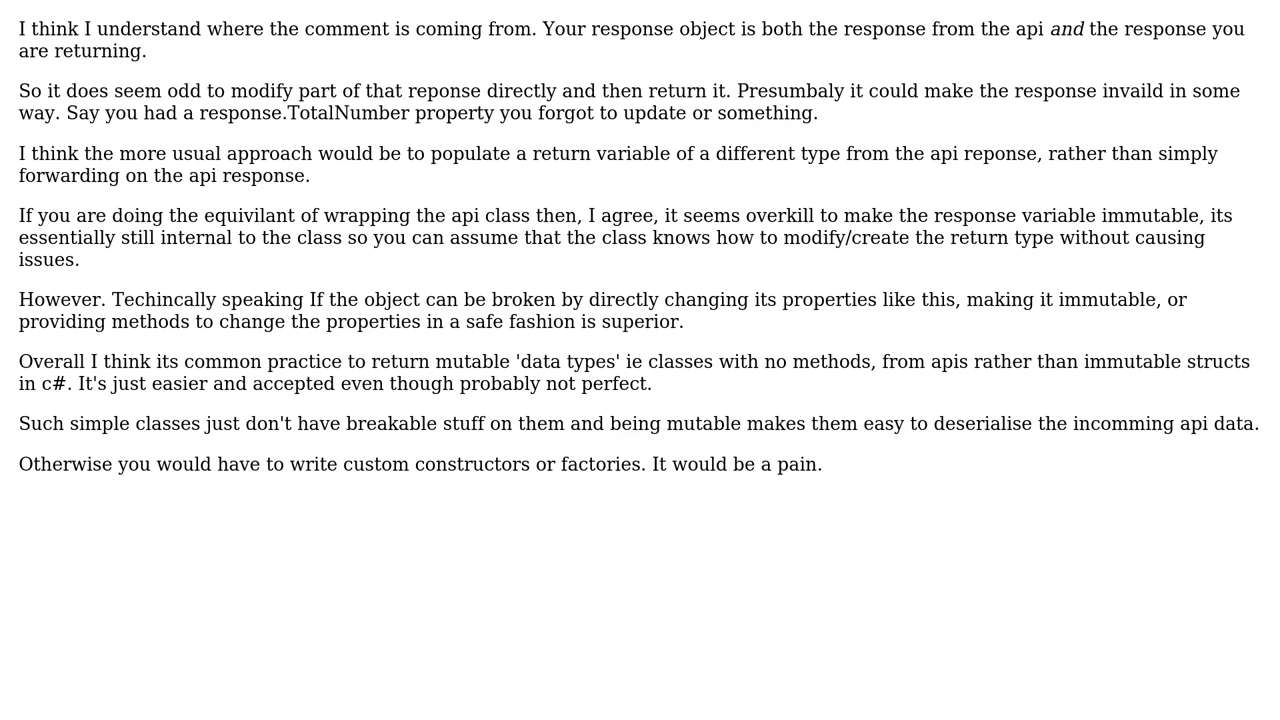 I think I understand where the comment is coming from. Your response object is both the response from the api and the response you
are returning.
So it does seem odd to modify part of that reponse directly and then return it. Presumbaly it could make the response invaild in some
way. Say you had a response.TotalNumber property you forgot to update or something.
I think the more usual approach would be to populate a return variable of a different type from the api reponse, rather than simply
forwarding on the api response.
If you are doing the equivilant of wrapping the api class then, I agree, it seems overkill to make the response variable immutable, its
essentially still internal to the class so you can assume that the class knows how to modify/create the return type without causing
issues.
However. Techincally speaking If the object can be broken by directly changing its properties like this, making it immutable, or
providing methods to change the properties in a safe fashion is superior.
Overall I think its common practice to return mutable 'data types' ie classes with no methods, from apis rather than immutable structs
in c#. It's just easier and accepted even though probably not perfect.
Such simple classes just don't have breakable stuff on them and being mutable makes them easy to deserialise the incomming api data.
Otherwise you would have to write custom constructors or factories. It would be a pain.